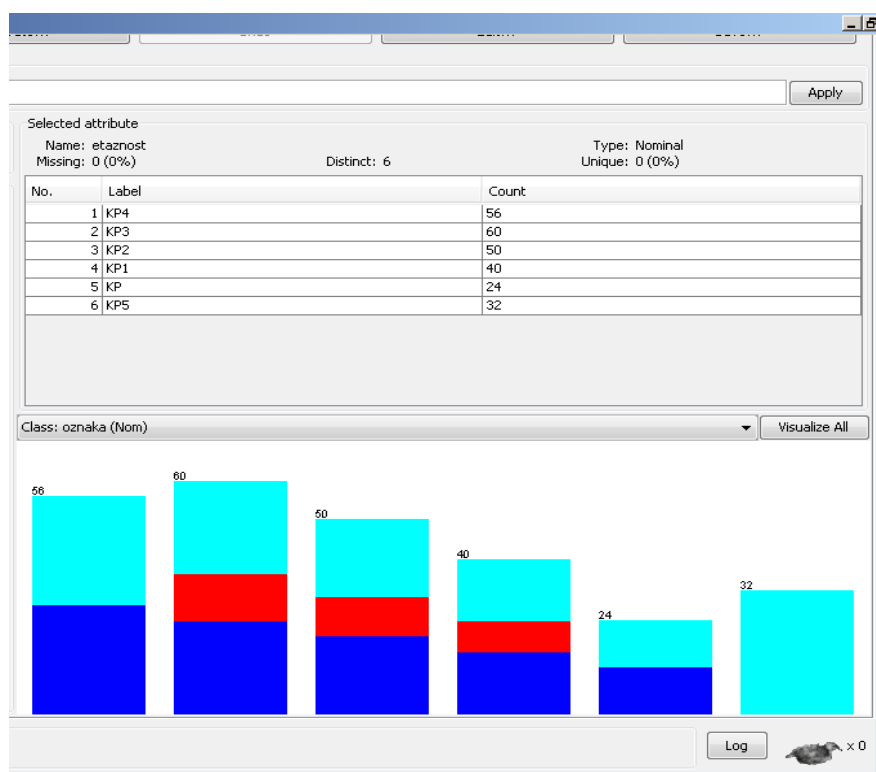 Apply
Selected attribute
Name: etaznost Type: Nominal
Missing: 0 (0%) Distinct: 6 Unique: 0 (0%)
No. Label Count
1 KP4 56
2 KP3 60
3 KP2 50
4 KP1 40
5 KP 24
6 KP5 32
Class: oznaka (Nom) Visualize All
56
60
50
40
24
32
Log x 0